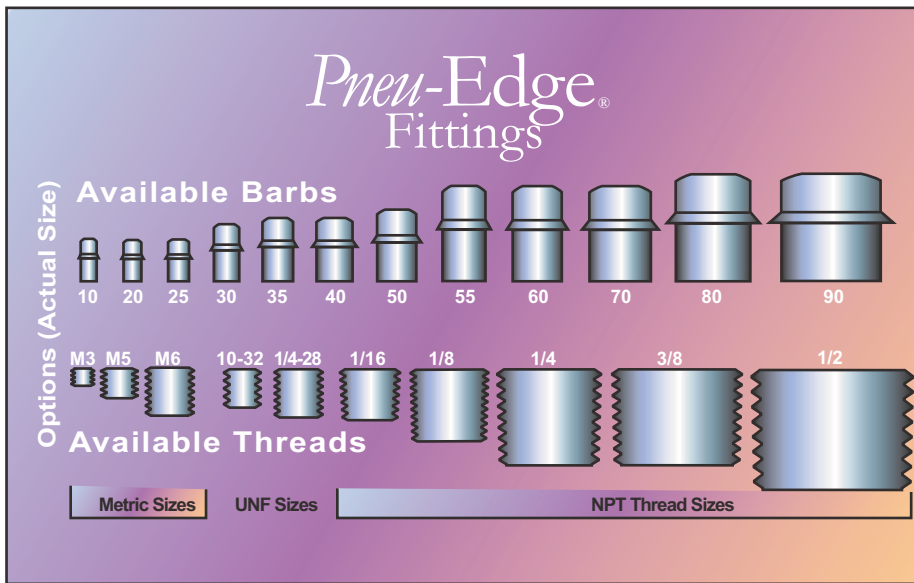 Pneu-Edge®
Fittings
Options (Actual Size)
Available Barbs
10 20 25 30 35 40 50 55 60 70 80 90
M3 M5 M6 10-32 1/4-28 1/16 1/8 1/4 3/8 1/2
Available Threads
Metric Sizes UNF Sizes NPT Thread Sizes